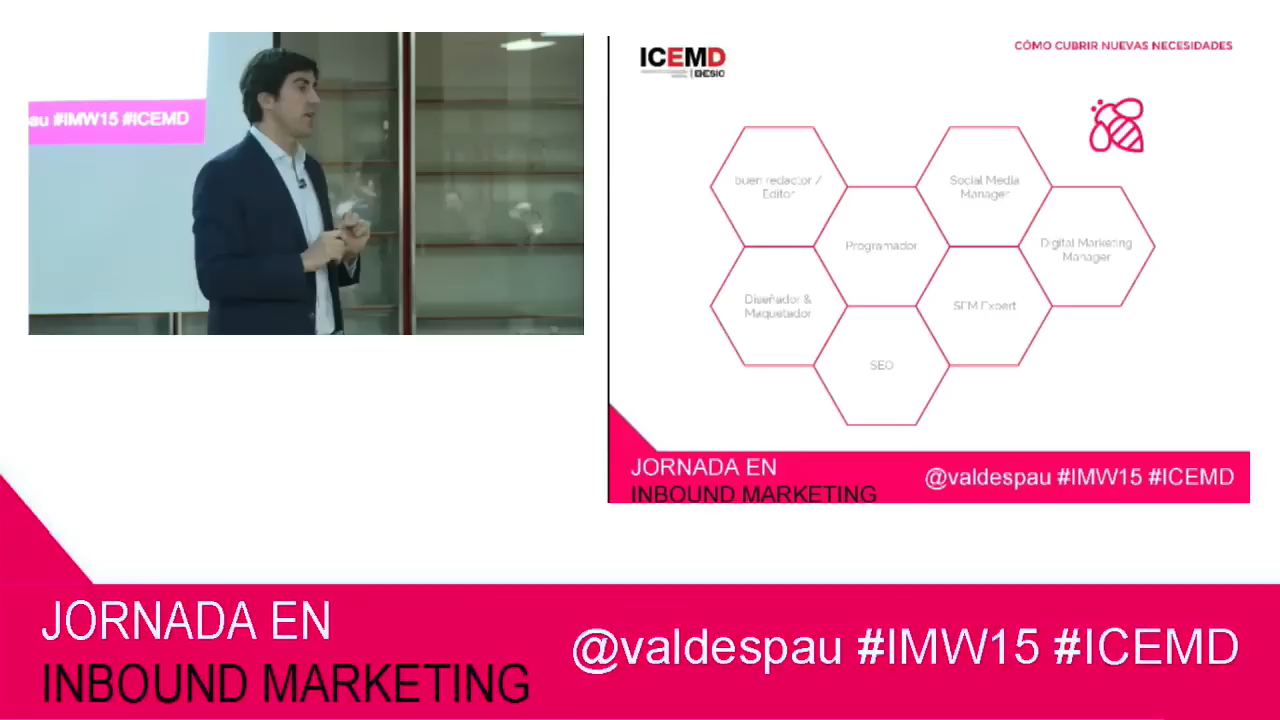 au #IMW15 #ICEMD
ICEMD
ESIC
CÓMO CUBRIR NUEVAS NECESIDADES
buen redactor /
Editor
Social Media
Manager
Programador
Digital Marketing
Manager
Diseñador &
Maquetador
SEM Expert
SEO
JORNADA EN
INBOUND MARKETING
@valdespau #IMW15 #ICEMD
JORNADA EN
INBOUND MARKETING
@valdespau #IMW15 #ICEMD